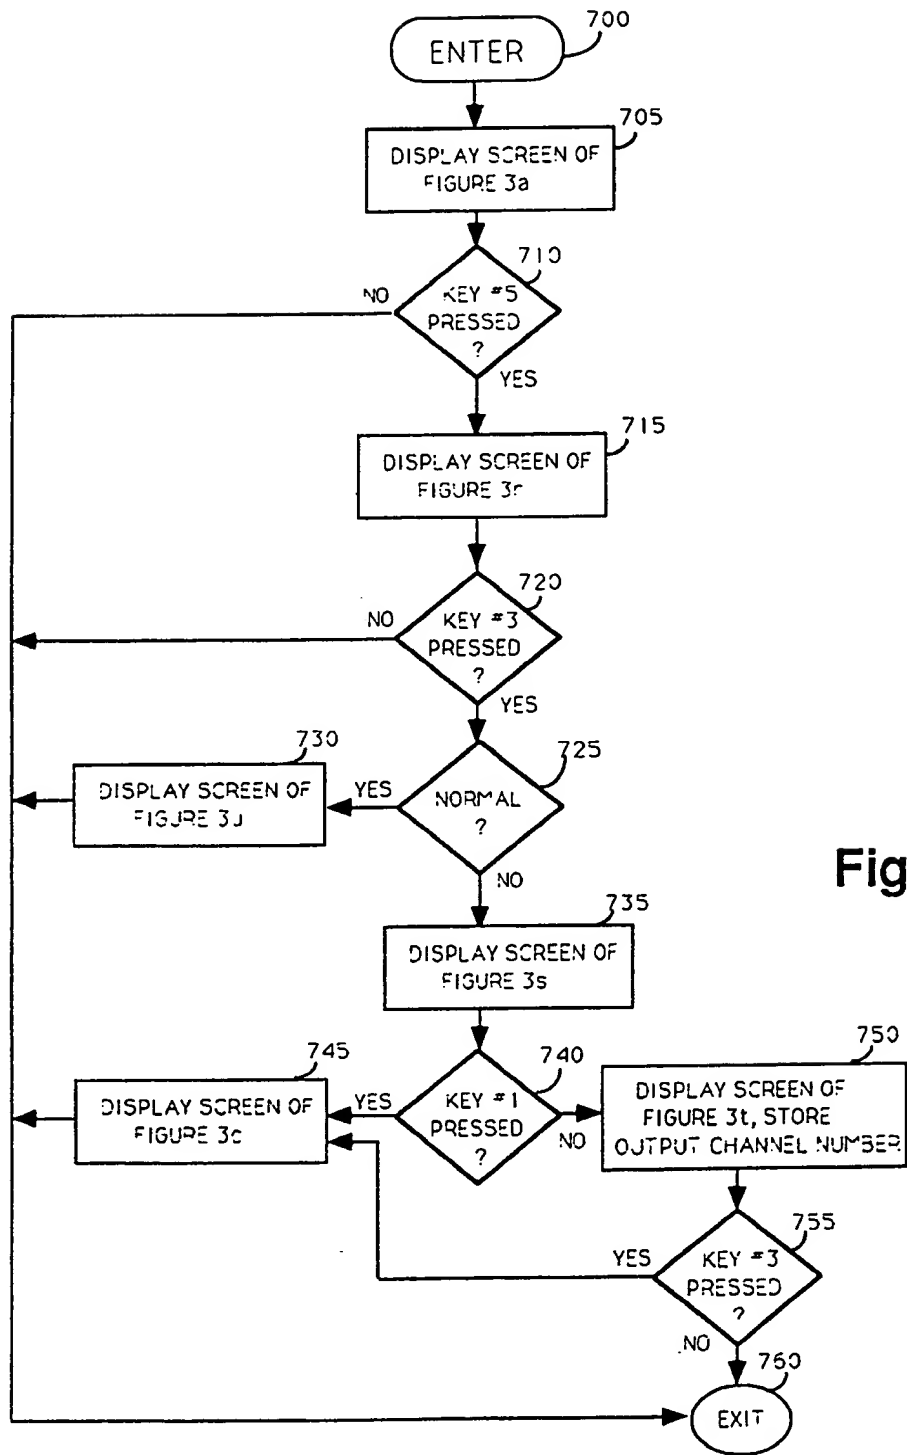 700
ENTER
705
DISPLAY SCREEN OF
FIGURE 3a
710
NO
KEY #5
PRESSED
?
YES
715
DISPLAY SCREEN OF
FIGURE 3r
720
NO
KEY #3
PRESSED
?
YES
730
725
DISPLAY SCREEN OF
FIGURE 3u
YES
NORMAL
?
NO
Fig
735
DISPLAY SCREEN OF
FIGURE 3s
745
740
750
DISPLAY SCREEN OF
FIGURE 3c
YES
KEY #1
PRESSED
?
NO
DISPLAY SCREEN OF
FIGURE 3t, STORE
OUTPUT CHANNEL NUMBER
755
YES
KEY #3
PRESSED
?
NO
760
EXIT